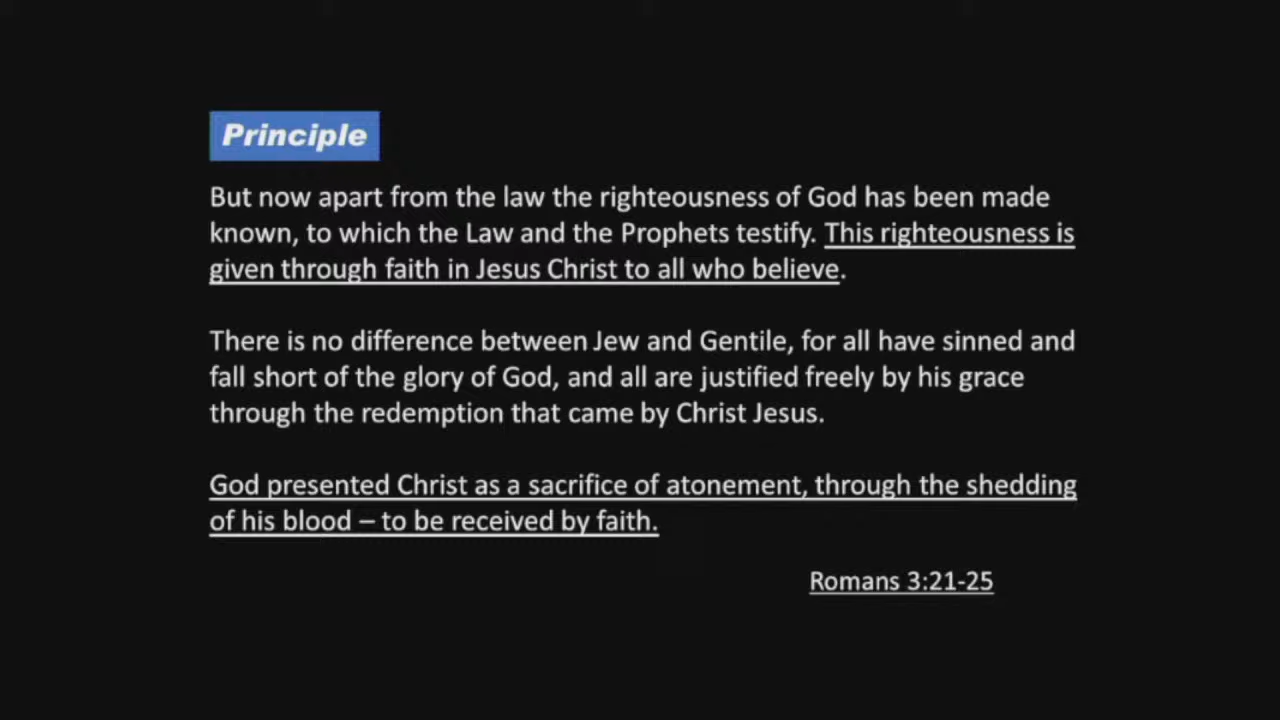 Principle
But now apart from the law the righteousness of God has been made
known, to which the Law and the Prophets testify. This righteousness is
given through faith in Jesus Christ to all who believe.
There is no difference between Jew and Gentile, for all have sinned and
fall short of the glory of God, and all are justified freely by his grace
through the redemption that came by Christ Jesus.
God presented Christ as a sacrifice of atonement, through the shedding
of his blood – to be received by faith.
Romans 3:21-25